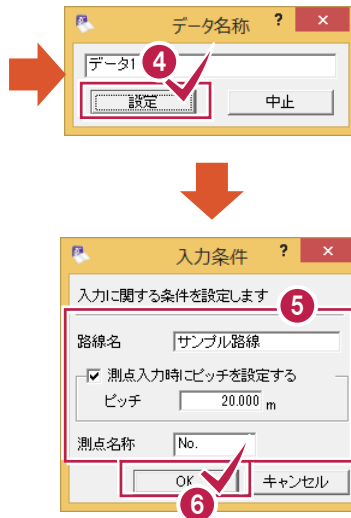 データ名称 ? ×
データ1
4
設定 中止
入力条件 ? ×
入力に関する条件を設定します
5
路線名 サンプル路線
測点入力時にピッチを設定する
ピッチ 20.000 m
測点名称 No.
OK キャンセル
6